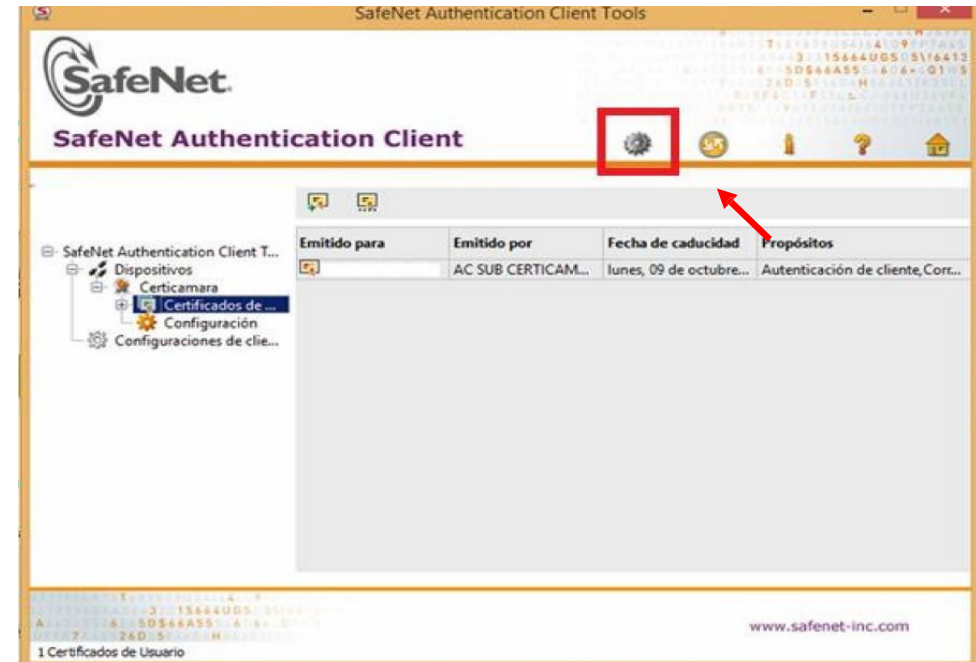 SafeNet Authentication Client Tools
SafeNet.
SafeNet Authentication Client
Emitido para Emitido por Fecha de caducidad Propósitos
AC SUB CERTICAM... lunes, 09 de octubre... Autenticación de cliente,Corr...
SafeNet Authentication Client T...
Dispositivos
Certicamara
Certificados de ...
Configuración
Configuraciones de clie...
www.safenet-inc.com
1 Certificados de Usuario